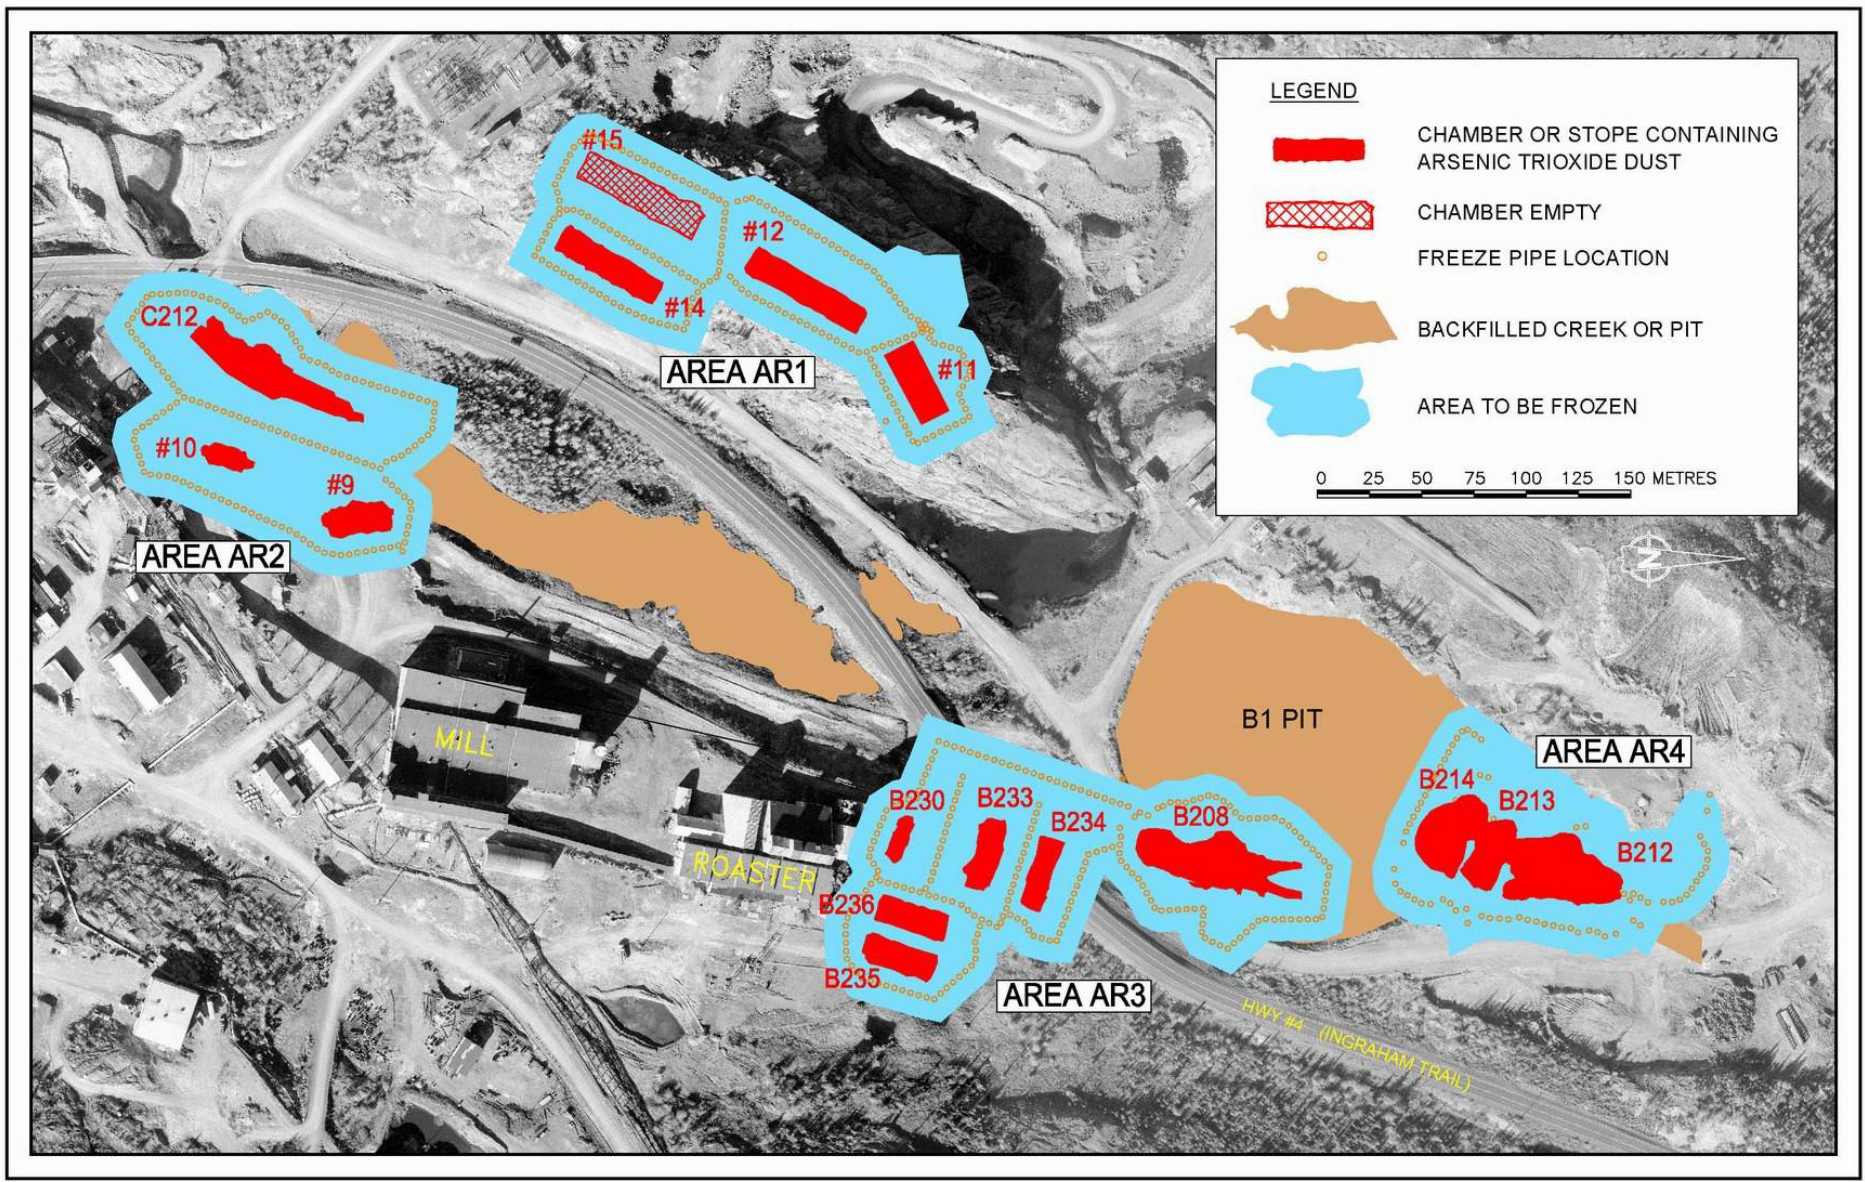 LEGEND
CHAMBER OR STOPE CONTAINING
ARSENIC TRIOXIDE DUST
CHAMBER EMPTY
FREEZE PIPE LOCATION
BACKFILLED CREEK OR PIT
AREA TO BE FROZEN
0 25 50 75 100 125 150 METRES
N
#15
#12
#14
#11
AREA AR1
C212
#10
#9
AREA AR2
MILL
ROASTER
B1 PIT
AREA AR4
B214
B213
B212
B230
B233
B234
B208
B236
B235
AREA AR3
HWY #4 (INGRAHAM TRAIL)